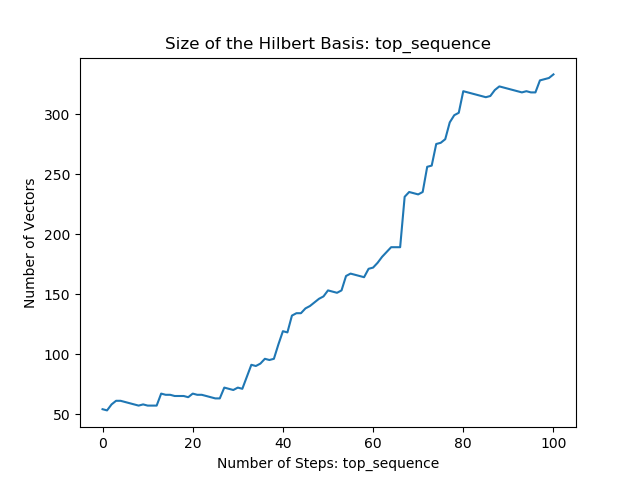 Size of the Hilbert Basis: top_sequence
300
250
200
150
100
50
Number of Vectors
0 20 40 60 80 100
Number of Steps: top_sequence